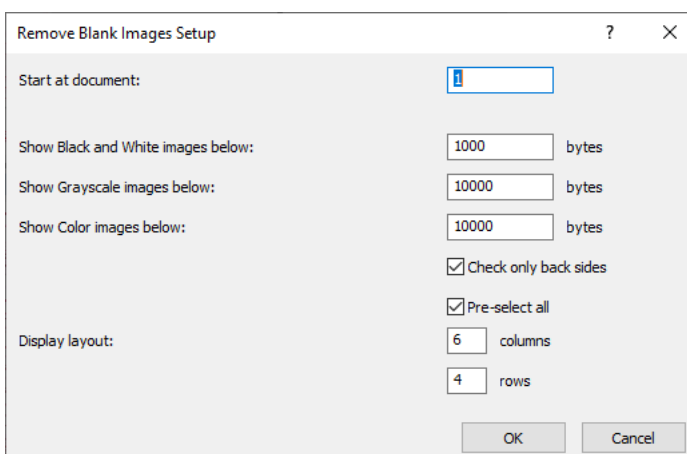 Remove Blank Images Setup ?
Start at document: 1
Show Black and White images below: 1000 bytes
Show Grayscale images below: 10000 bytes
Show Color images below: 10000 bytes
Check only back sides
Pre-select all
Display layout: 6 columns
4 rows
OK Cancel